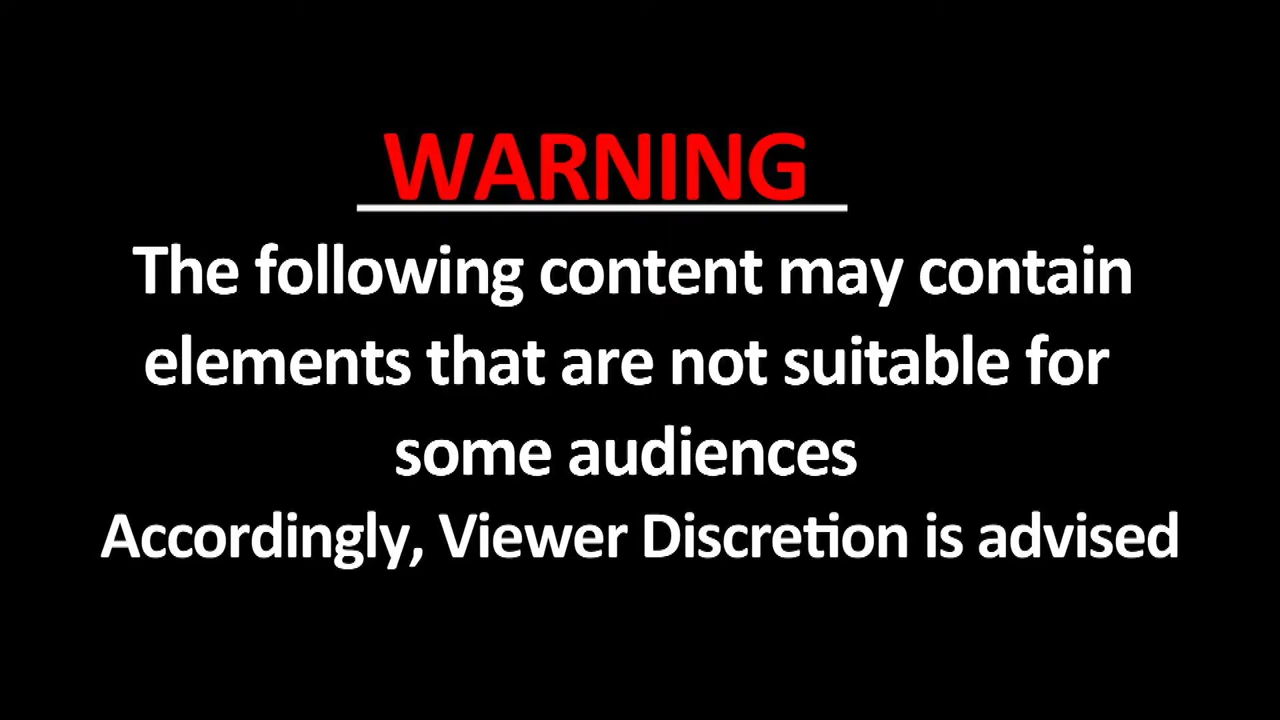 WARNING
The following content may contain
elements that are not suitable for
some audiences
Accordingly, Viewer Discretion is advised